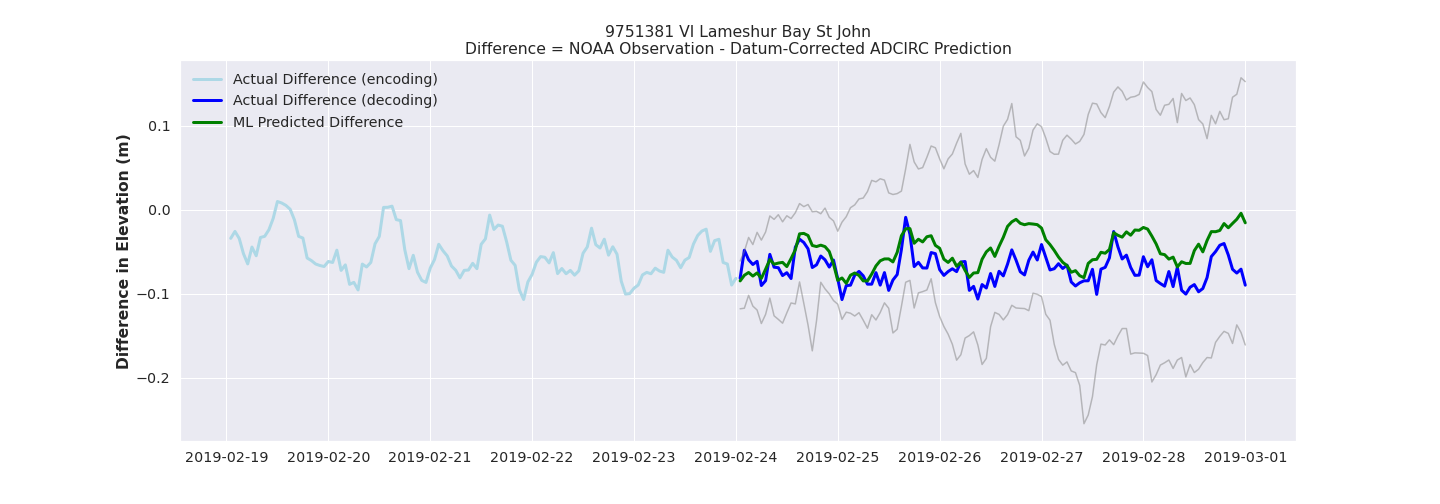 9751381 VI Lameshur Bay St John
Difference = NOAA Observation - Datum-Corrected ADCIRC Prediction
Actual Difference (encoding)
Actual Difference (decoding)
ML Predicted Difference
Difference in Elevation (m)
0.1
0.0
−0.1
−0.2
2019-02-19 2019-02-20 2019-02-21 2019-02-22 2019-02-23 2019-02-24 2019-02-25 2019-02-26 2019-02-27 2019-02-28 2019-03-01